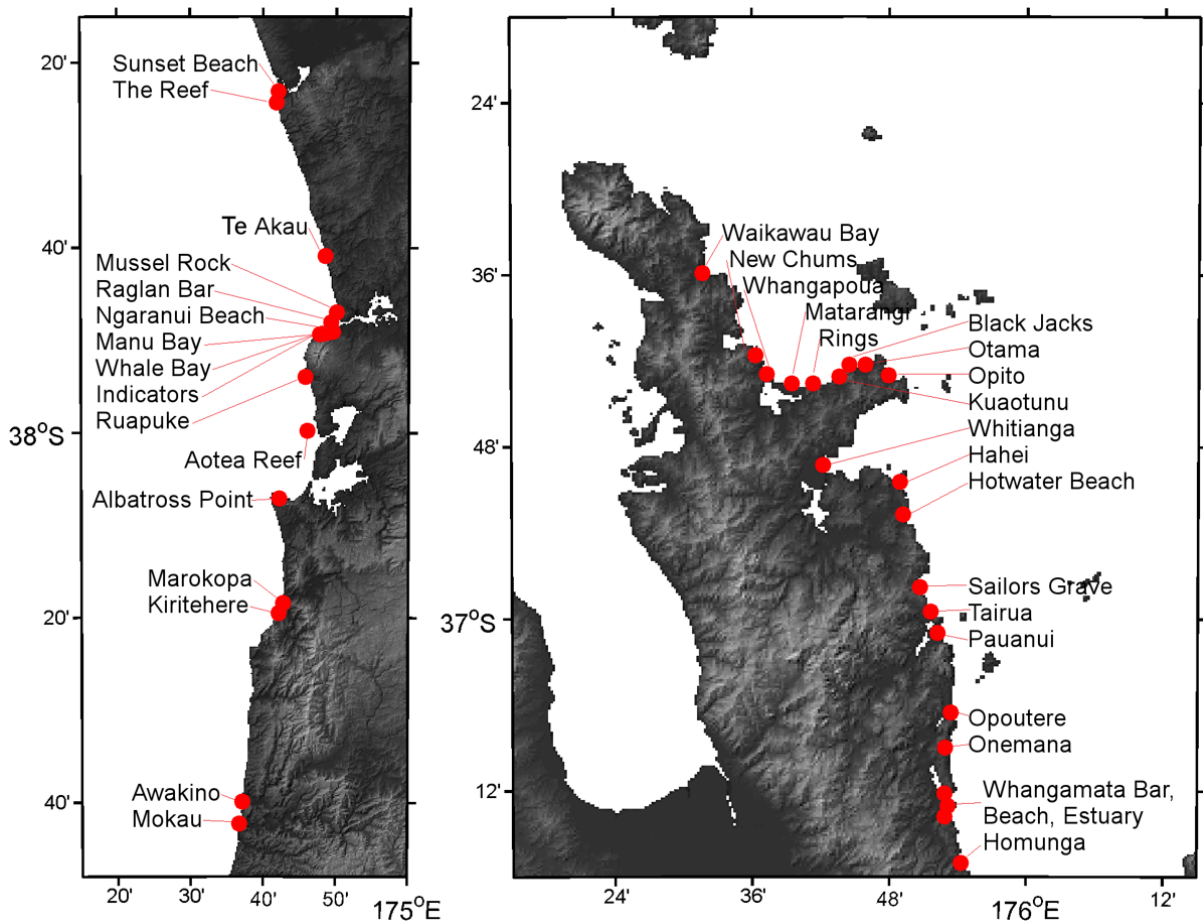 Sunset Beach
The Reef
Te Akau
Mussel Rock
Raglan Bar
Ngaranui Beach
Manu Bay
Whale Bay
Indicators
Ruapuke
Aotea Reef
Albatross Point
Marokopa
Kiritehere
Awakino
Mokau
20'
40'
38°S
20'
40'
20'
40'
50'
175°E
Waikawau Bay
New Chums
Whangapoua
Matarangi
Rings
Black Jacks
Otama
Opito
Kuaotunu
Whitianga
Hahei
Hotwater Beach
Sailors Grave
Tairua
Pauanui
Opoutere
Onemana
Whangamata Bar,
Beach, Estuary
Homunga
24'
36'
48'
37°S
12'
24'
36'
48'
176°E
12'